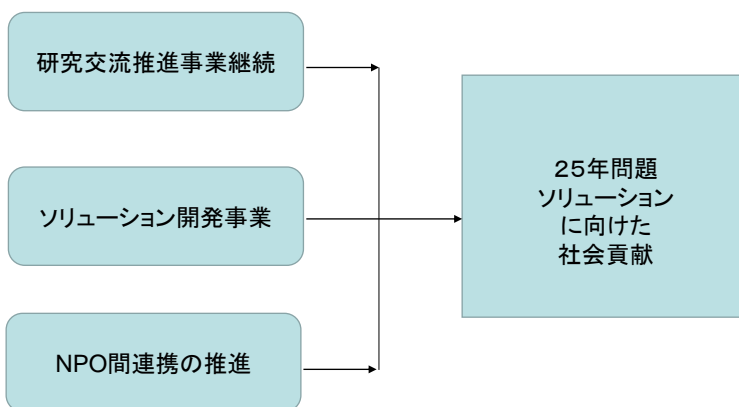 研究交流推進事業継続
ソリューション開発事業
NPO間連携の推進
25年問題
ソリューション
に向けた
社会貢献